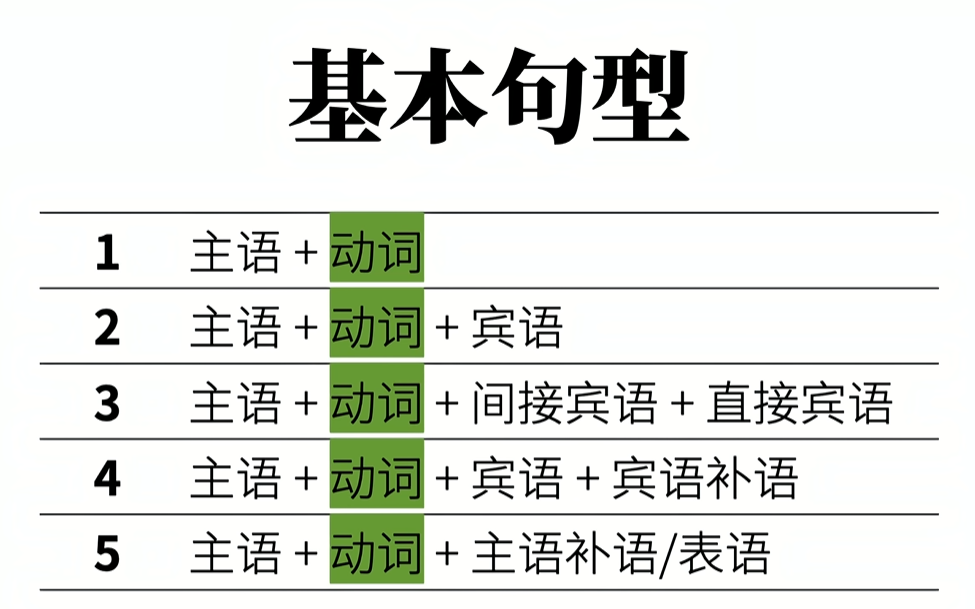 基本句型
1 主语 + 动词
2 主语 + 动词 + 宾语
3 主语 + 动词 + 间接宾语 + 直接宾语
4 主语 + 动词 + 宾语 + 宾语补语
5 主语 + 动词 + 主语补语/表语